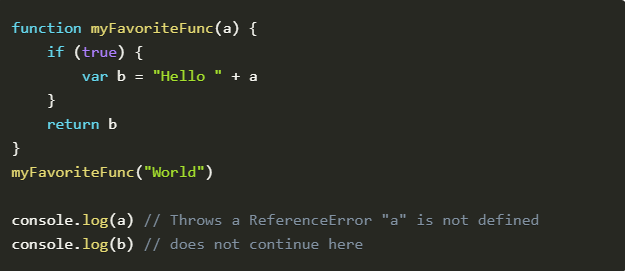 function myFavoriteFunc(a) {
    if (true) {
        var b = "Hello " + a
    }
    return b
}
myFavoriteFunc("World")

console.log(a) // Throws a ReferenceError "a" is not defined
console.log(b) // does not continue here